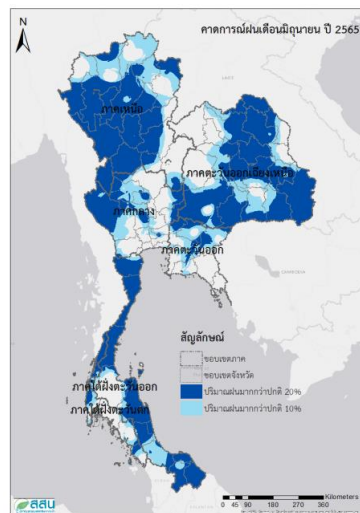 คาดการณ์ฝนเดือนมิถุนายน ปี 2565
N
ภาคเหนือ
ภาคตะวันออกเฉียงเหนือ
ภาคกลาง
ภาคตะวันออก
ภาคใต้ฝั่งตะวันออก
ภาคใต้ฝั่งตะวันตก
สัญลักษณ์
ขอบเขตภาค
ขอบเขตจังหวัด
ปริมาณฝนมากกว่าปกติ 20%
ปริมาณฝนมากกว่าปกติ 10%
Kilometers
0 45 90 180 270 360
สสน